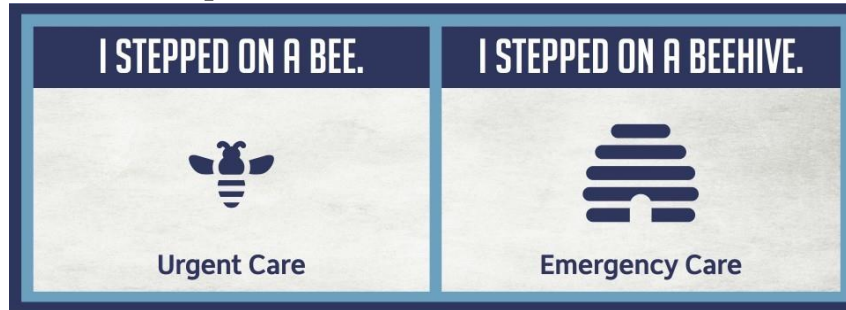 I STEPPED ON A BEE.
Urgent Care
I STEPPED ON A BEEHIVE.
Emergency Care